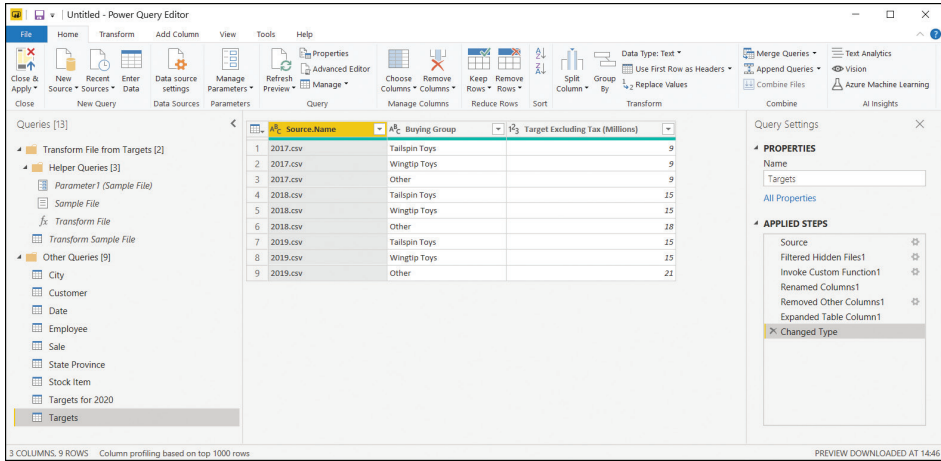 Untitled - Power Query Editor
File Home Transform Add Column View Tools Help
Close & Apply
New Source
Recent Sources
Enter Data
Data source settings
Manage Parameters
Refresh Preview
Properties
Advanced Editor
Manage
Choose Columns
Remove Columns
Keep Rows
Remove Rows
Split Column
Group By
Data Type: Text
Use First Row as Headers
Replace Values
Merge Queries
Append Queries
Combine Files
Text Analytics
Vision
Azure Machine Learning
Close New Query Data Sources Parameters Query Manage Columns Reduce Rows Sort Transform Combine AI Insights
Queries [13]
Transform File from Targets [2]
Helper Queries [3]
Parameter1 (Sample File)
Sample File
fx Transform File
Transform Sample File
Other Queries [9]
City
Customer
Date
Employee
Sale
State Province
Stock Item
Targets for 2020
Targets
ABC Source.Name ABC Buying Group 123 Target Excluding Tax (Millions)
1 2017.csv Tailspin Toys 9
2 2017.csv Wingtip Toys 9
3 2017.csv Other 9
4 2018.csv Tailspin Toys 15
5 2018.csv Wingtip Toys 15
6 2018.csv Other 18
7 2019.csv Tailspin Toys 15
8 2019.csv Wingtip Toys 15
9 2019.csv Other 21
Query Settings
PROPERTIES
Name
Targets
All Properties
APPLIED STEPS
Source
Filtered Hidden Files1
Invoke Custom Function1
Renamed Columns1
Removed Other Columns1
Expanded Table Column1
Changed Type
3 COLUMNS, 9 ROWS Column profiling based on top 1000 rows
PREVIEW DOWNLOADED AT 14:46